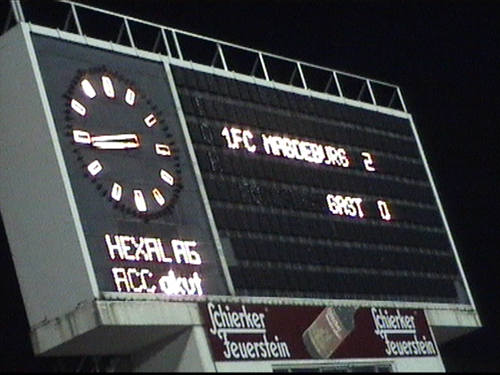 1.FC MAGDEBURG 2
GAST 0
HEXAL AG
ACC akut
Schierker
Feuerstein
Schierker
Feuerstein